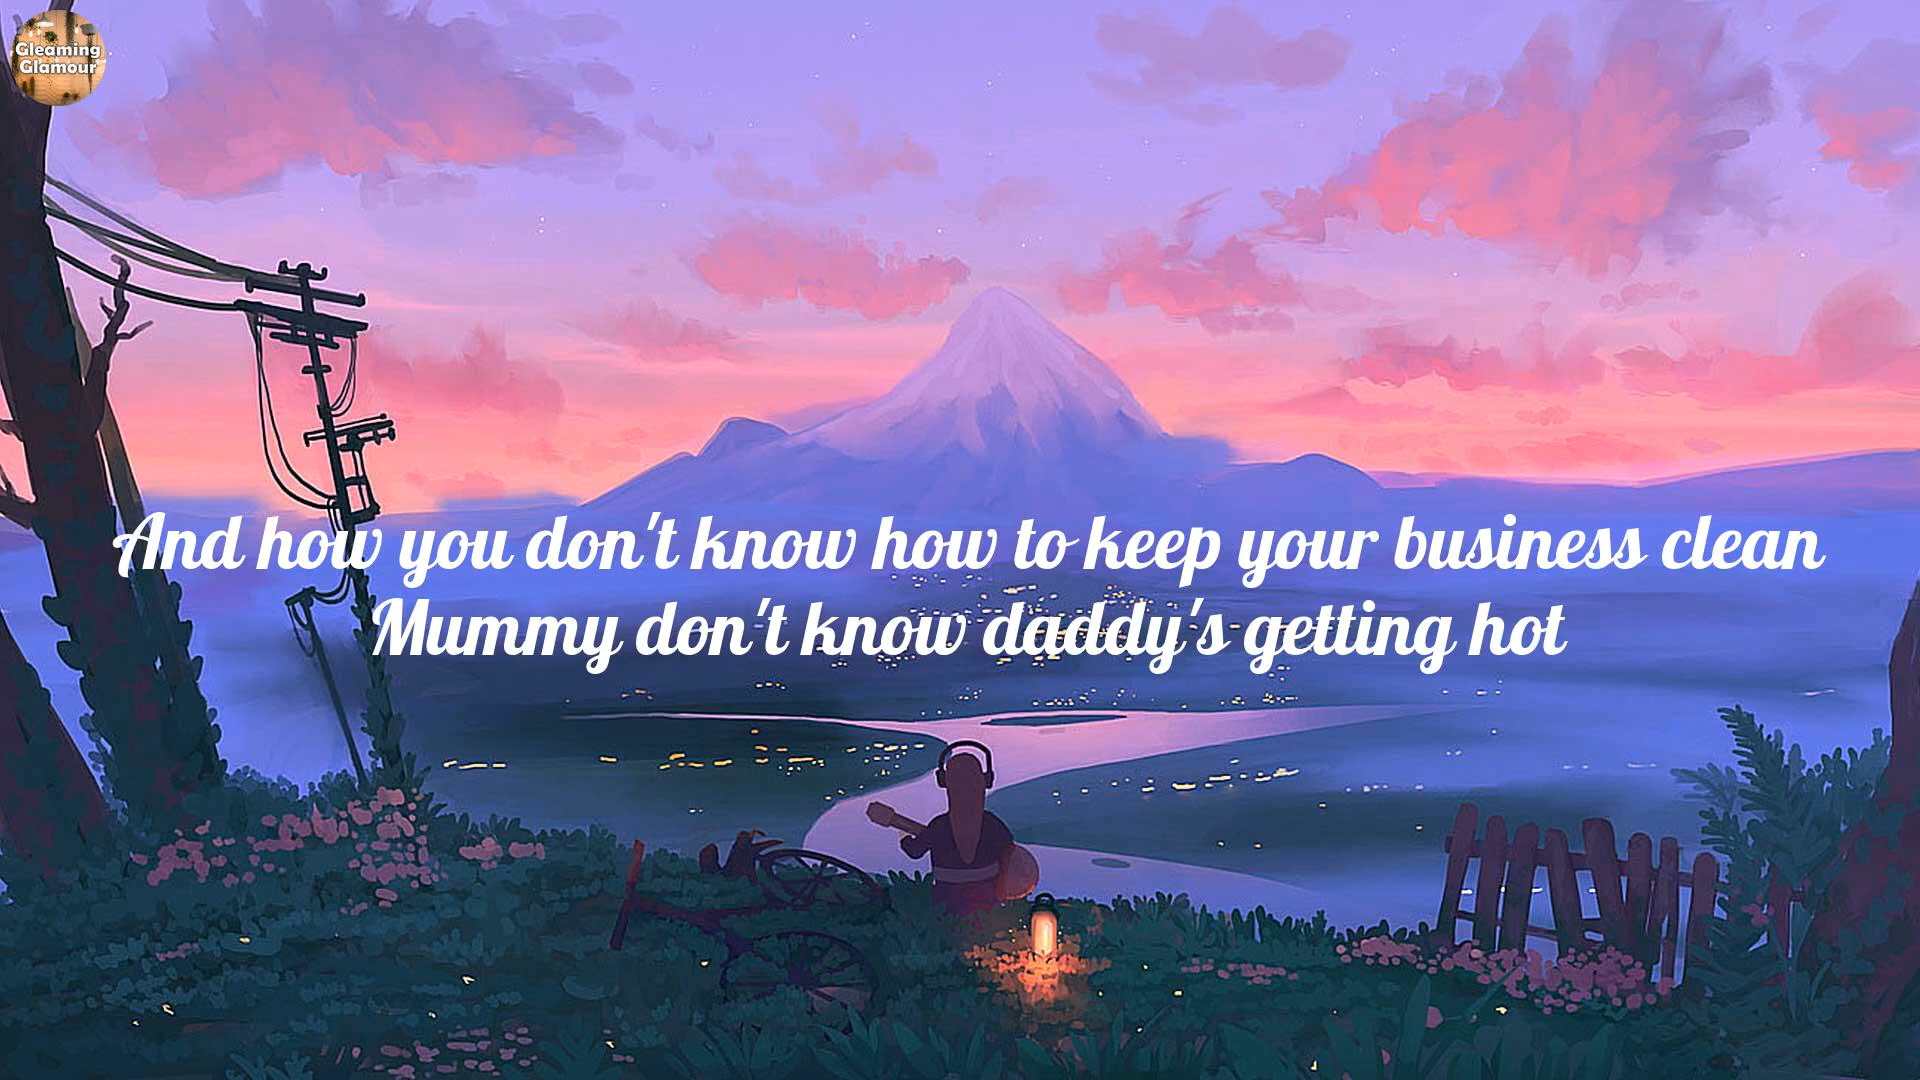 Gleaming
Glamour
And how you don't know how to keep your business clean
Mummy don't know daddy's getting hot